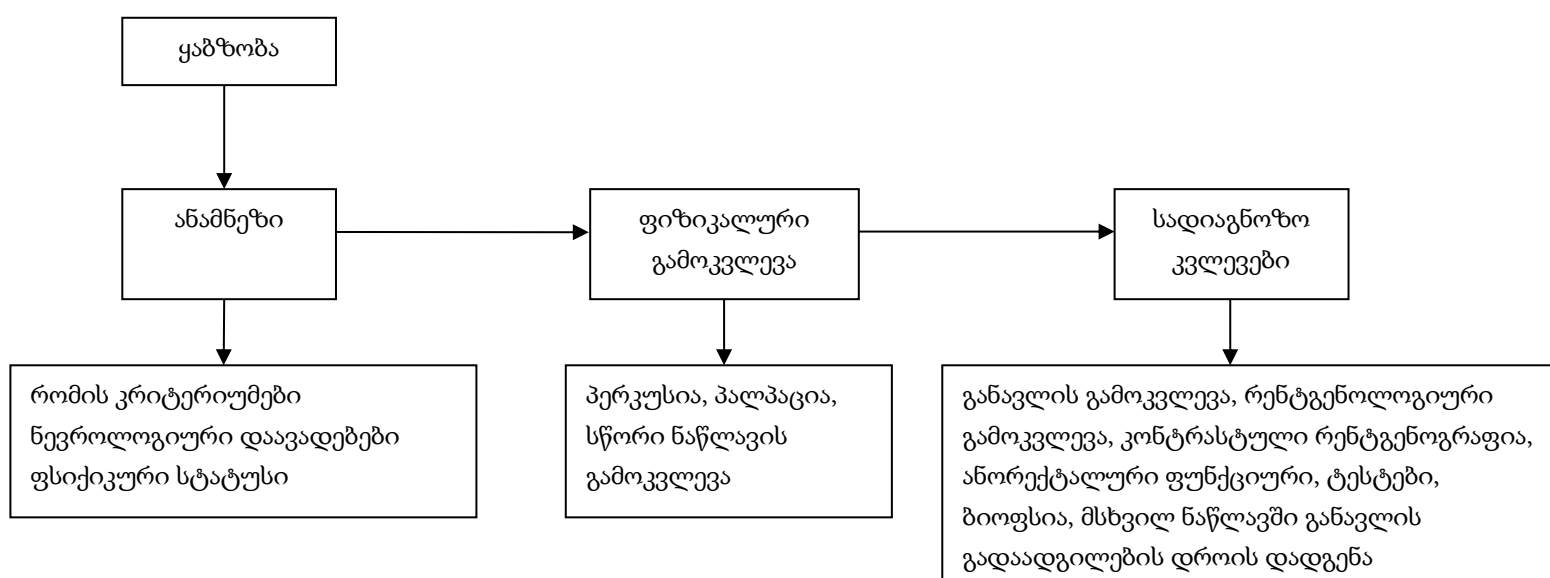 ყაბზობა
ანამნეზი
ფიზიკალური
გამოკვლევა
სადიაგნოზო
კვლევები
რომის კრიტერიუმები
ნევროლოგიური დაავადებები
ფსიქიკური სტატუსი
პერკუსია, პალპაცია,
სწორი ნაწლავის
გამოკვლევა
განავლის გამოკვლევა, რენტგენოლოგიური
გამოკვლევა, კონტრასტული რენტგენოგრაფია,
ანორექტალური ფუნქციური, ტესტები,
ბიოფსია, მსხვილ ნაწლავში განავლის
გადაადგილების დროის დადგენა